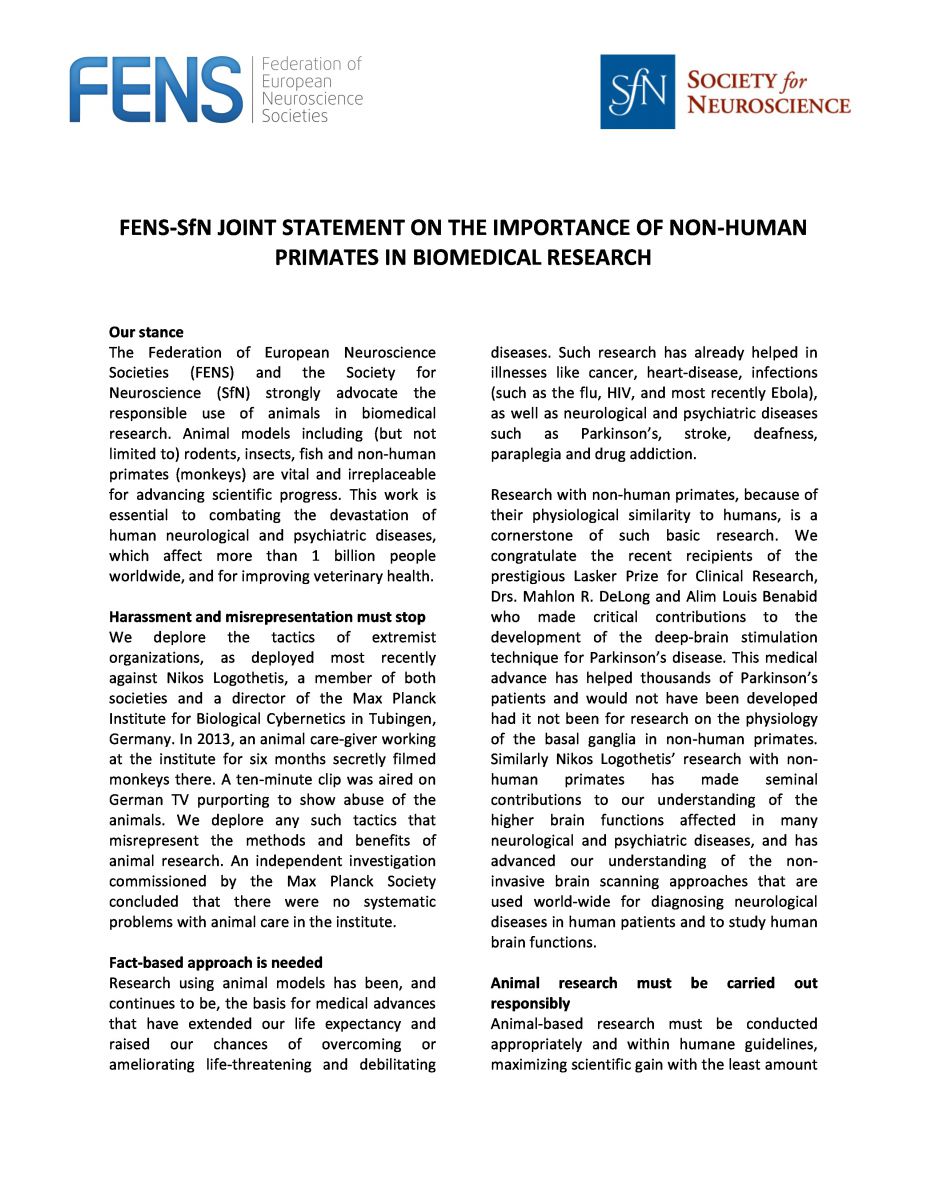 FENS
Federation of
European
Neuroscience
Societies
SfN
SOCIETY for
NEUROSCIENCE
FENS-SfN JOINT STATEMENT ON THE IMPORTANCE OF NON-HUMAN
PRIMATES IN BIOMEDICAL RESEARCH
Our stance
The Federation of European Neuroscience
Societies (FENS) and the Society for
Neuroscience (SfN) strongly advocate the
responsible use of animals in biomedical
research. Animal models including (but not
limited to) rodents, insects, fish and non-human
primates (monkeys) are vital and irreplaceable
for advancing scientific progress. This work is
essential to combating the devastation of
human neurological and psychiatric diseases,
which affect more than 1 billion people
worldwide, and for improving veterinary health.
Harassment and misrepresentation must stop
We deplore the tactics of extremist
organizations, as deployed most recently
against Nikos Logothetis, a member of both
societies and a director of the Max Planck
Institute for Biological Cybernetics in Tubingen,
Germany. In 2013, an animal care-giver working
at the institute for six months secretly filmed
monkeys there. A ten-minute clip was aired on
German TV purporting to show abuse of the
animals. We deplore any such tactics that
misrepresent the methods and benefits of
animal research. An independent investigation
commissioned by the Max Planck Society
concluded that there were no systematic
problems with animal care in the institute.
Fact-based approach is needed
Research using animal models has been, and
continues to be, the basis for medical advances
that have extended our life expectancy and
raised our chances of overcoming or
ameliorating life-threatening and debilitating
diseases. Such research has already helped in
illnesses like cancer, heart-disease, infections
(such as the flu, HIV, and most recently Ebola),
as well as neurological and psychiatric diseases
such as Parkinson's, stroke, deafness,
paraplegia and drug addiction.
Research with non-human primates, because of
their physiological similarity to humans, is a
cornerstone of such basic research. We
congratulate the recent recipients of the
prestigious Lasker Prize for Clinical Research,
Drs. Mahlon R. DeLong and Alim Louis Benabid
who made critical contributions to the
development of the deep-brain stimulation
technique for Parkinson's disease. This medical
advance has helped thousands of Parkinson's
patients and would not have been developed
had it not been for research on the physiology
of the basal ganglia in non-human primates.
Similarly Nikos Logothetis' research with non-
human primates has made seminal
contributions to our understanding of the
higher brain functions affected in many
neurological and psychiatric diseases, and has
advanced our understanding of the non-
invasive brain scanning approaches that are
used world-wide for diagnosing neurological
diseases in human patients and to study human
brain functions.
Animal research must be carried out
responsibly
Animal-based research must be conducted
appropriately and within humane guidelines,
maximizing scientific gain with the least amount